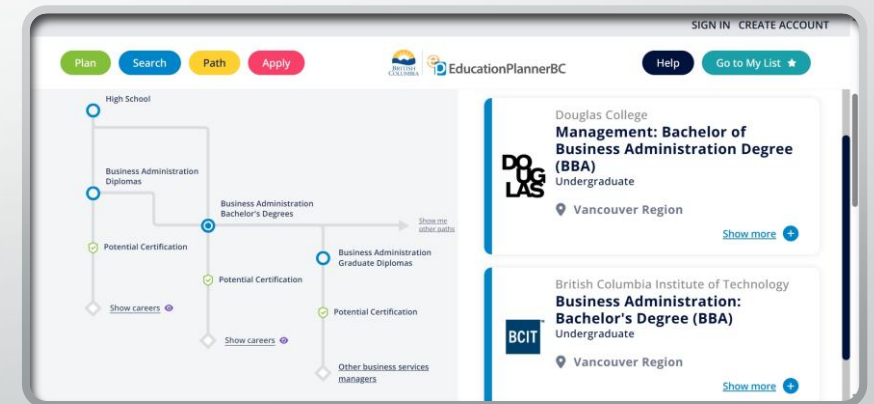 SIGN IN CREATE ACCOUNT
Plan Search Path Apply
BRITISH
COLUMBIA
EducationPlannerBC
Help Go to My List
High School
Business Administration
Diplomas
Business Administration
Bachelor's Degrees
Show me
other paths
Potential Certification
Business Administration
Graduate Diplomas
Potential Certification
Show careers
Potential Certification
Show careers
Other business services
managers
Douglas College
Management: Bachelor of
Business Administration Degree
(BBA)
Undergraduate
DOUGLAS
Vancouver Region
Show more
British Columbia Institute of Technology
Business Administration:
Bachelor's Degree (BBA)
Undergraduate
BCIT
Vancouver Region
Show more